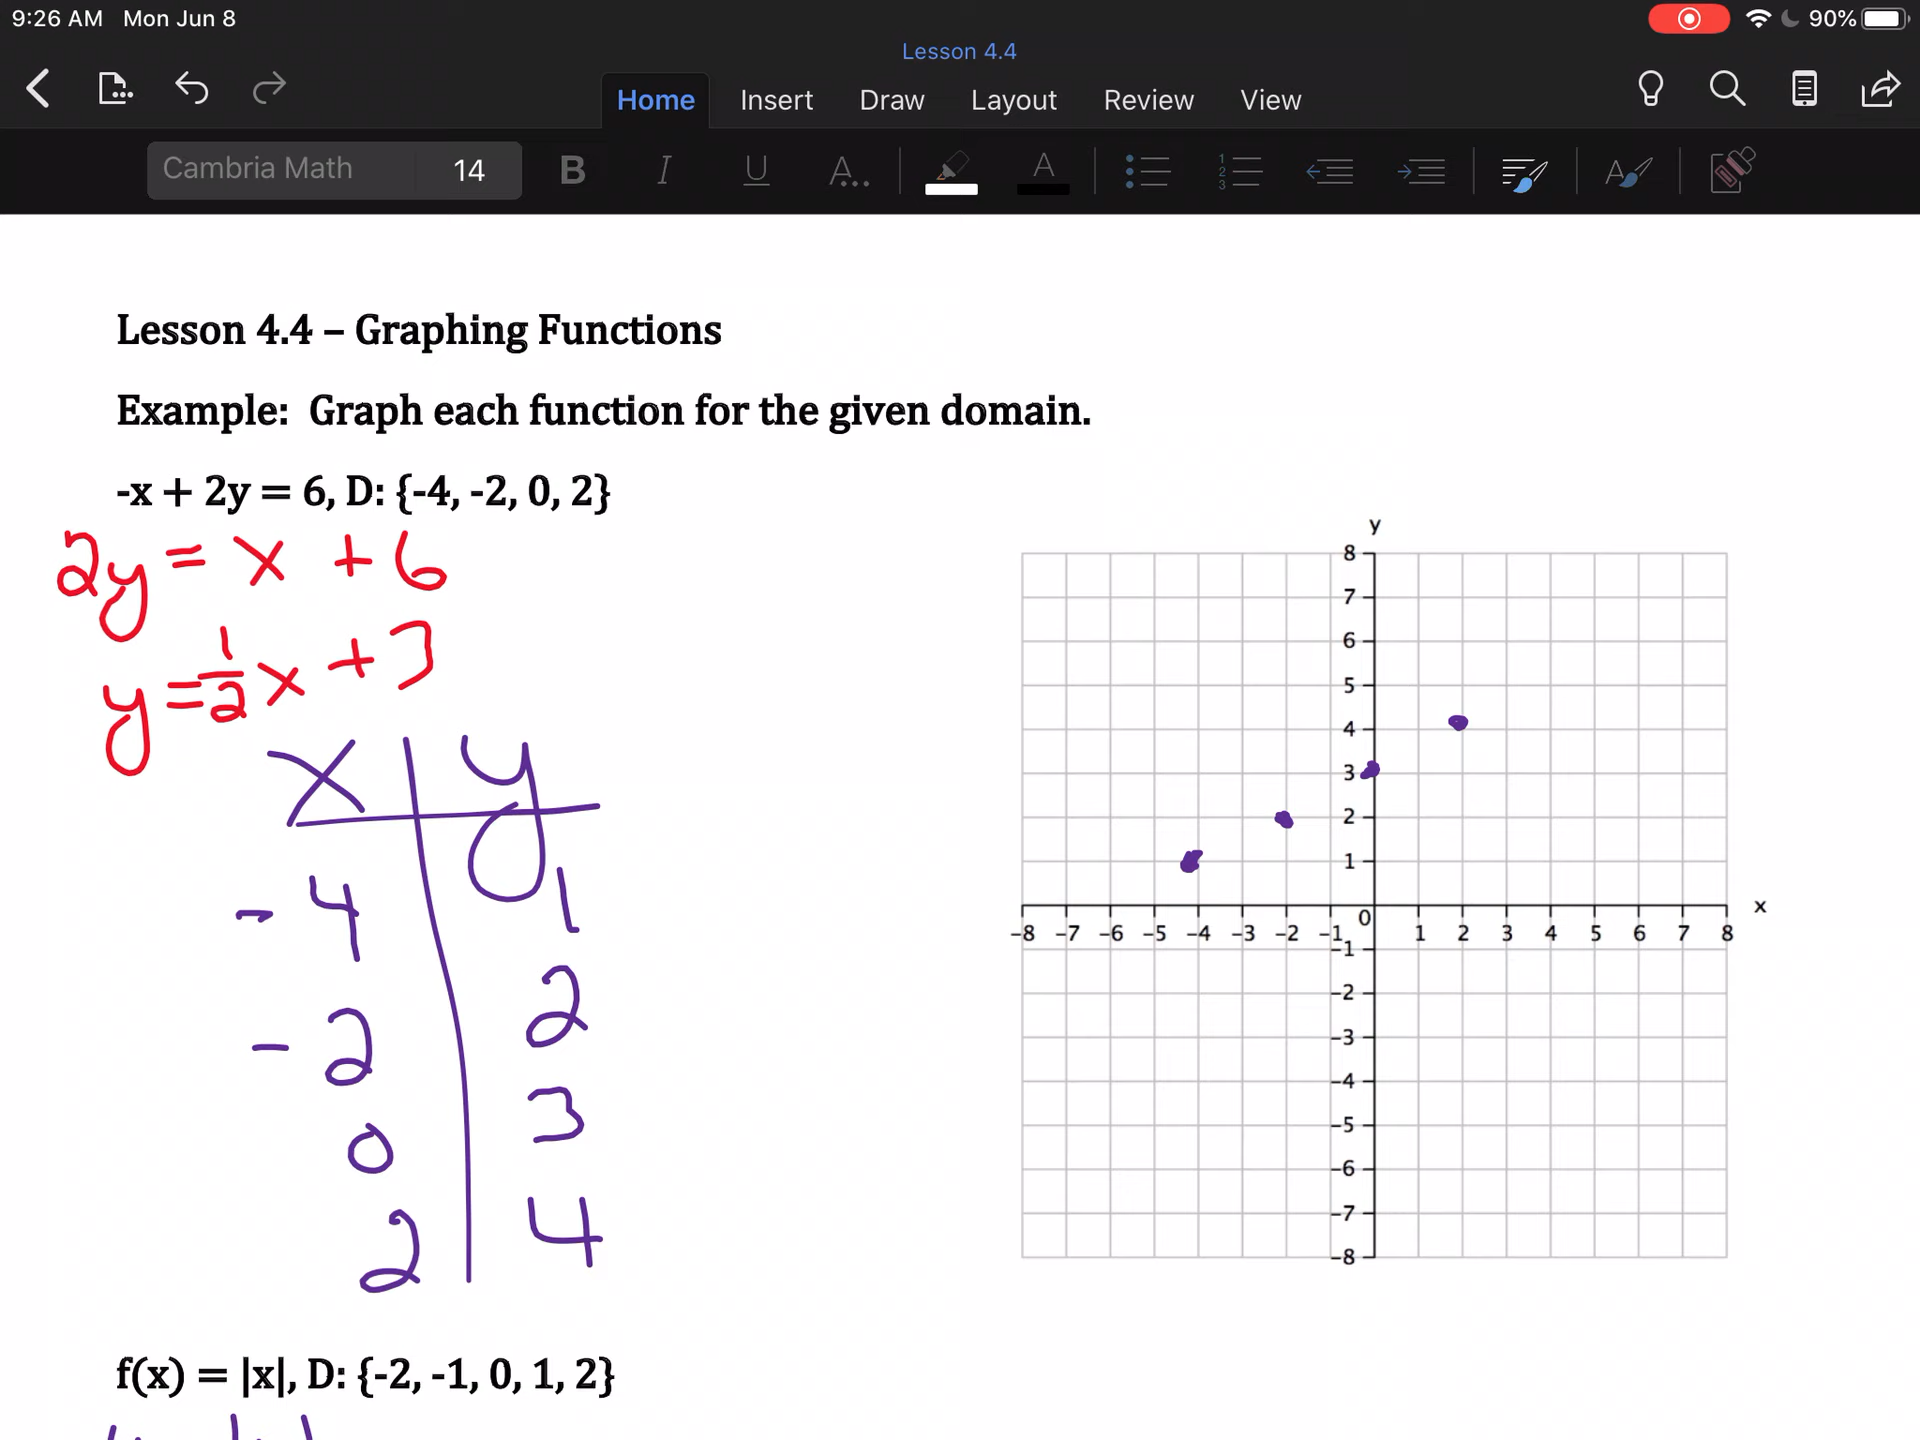 9:26 AM Mon Jun 8
90%
Lesson 4.4
Home Insert Draw Layout Review View
Cambria Math 14 B I U A.. A
Lesson 4.4 – Graphing Functions
Example: Graph each function for the given domain.
-x + 2y = 6, D: {-4, -2, 0, 2}
2y = x + 6
y = 1/2 x + 3
x y
-4 1
-2 2
0 3
2 4
y
8
7
6
5
4
3
2
1
x
0
-8 -7 -6 -5 -4 -3 -2 -1 1 2 3 4 5 6 7 8
-1
-2
-3
-4
-5
-6
-7
-8
f(x) = |x|, D: {-2, -1, 0, 1, 2}